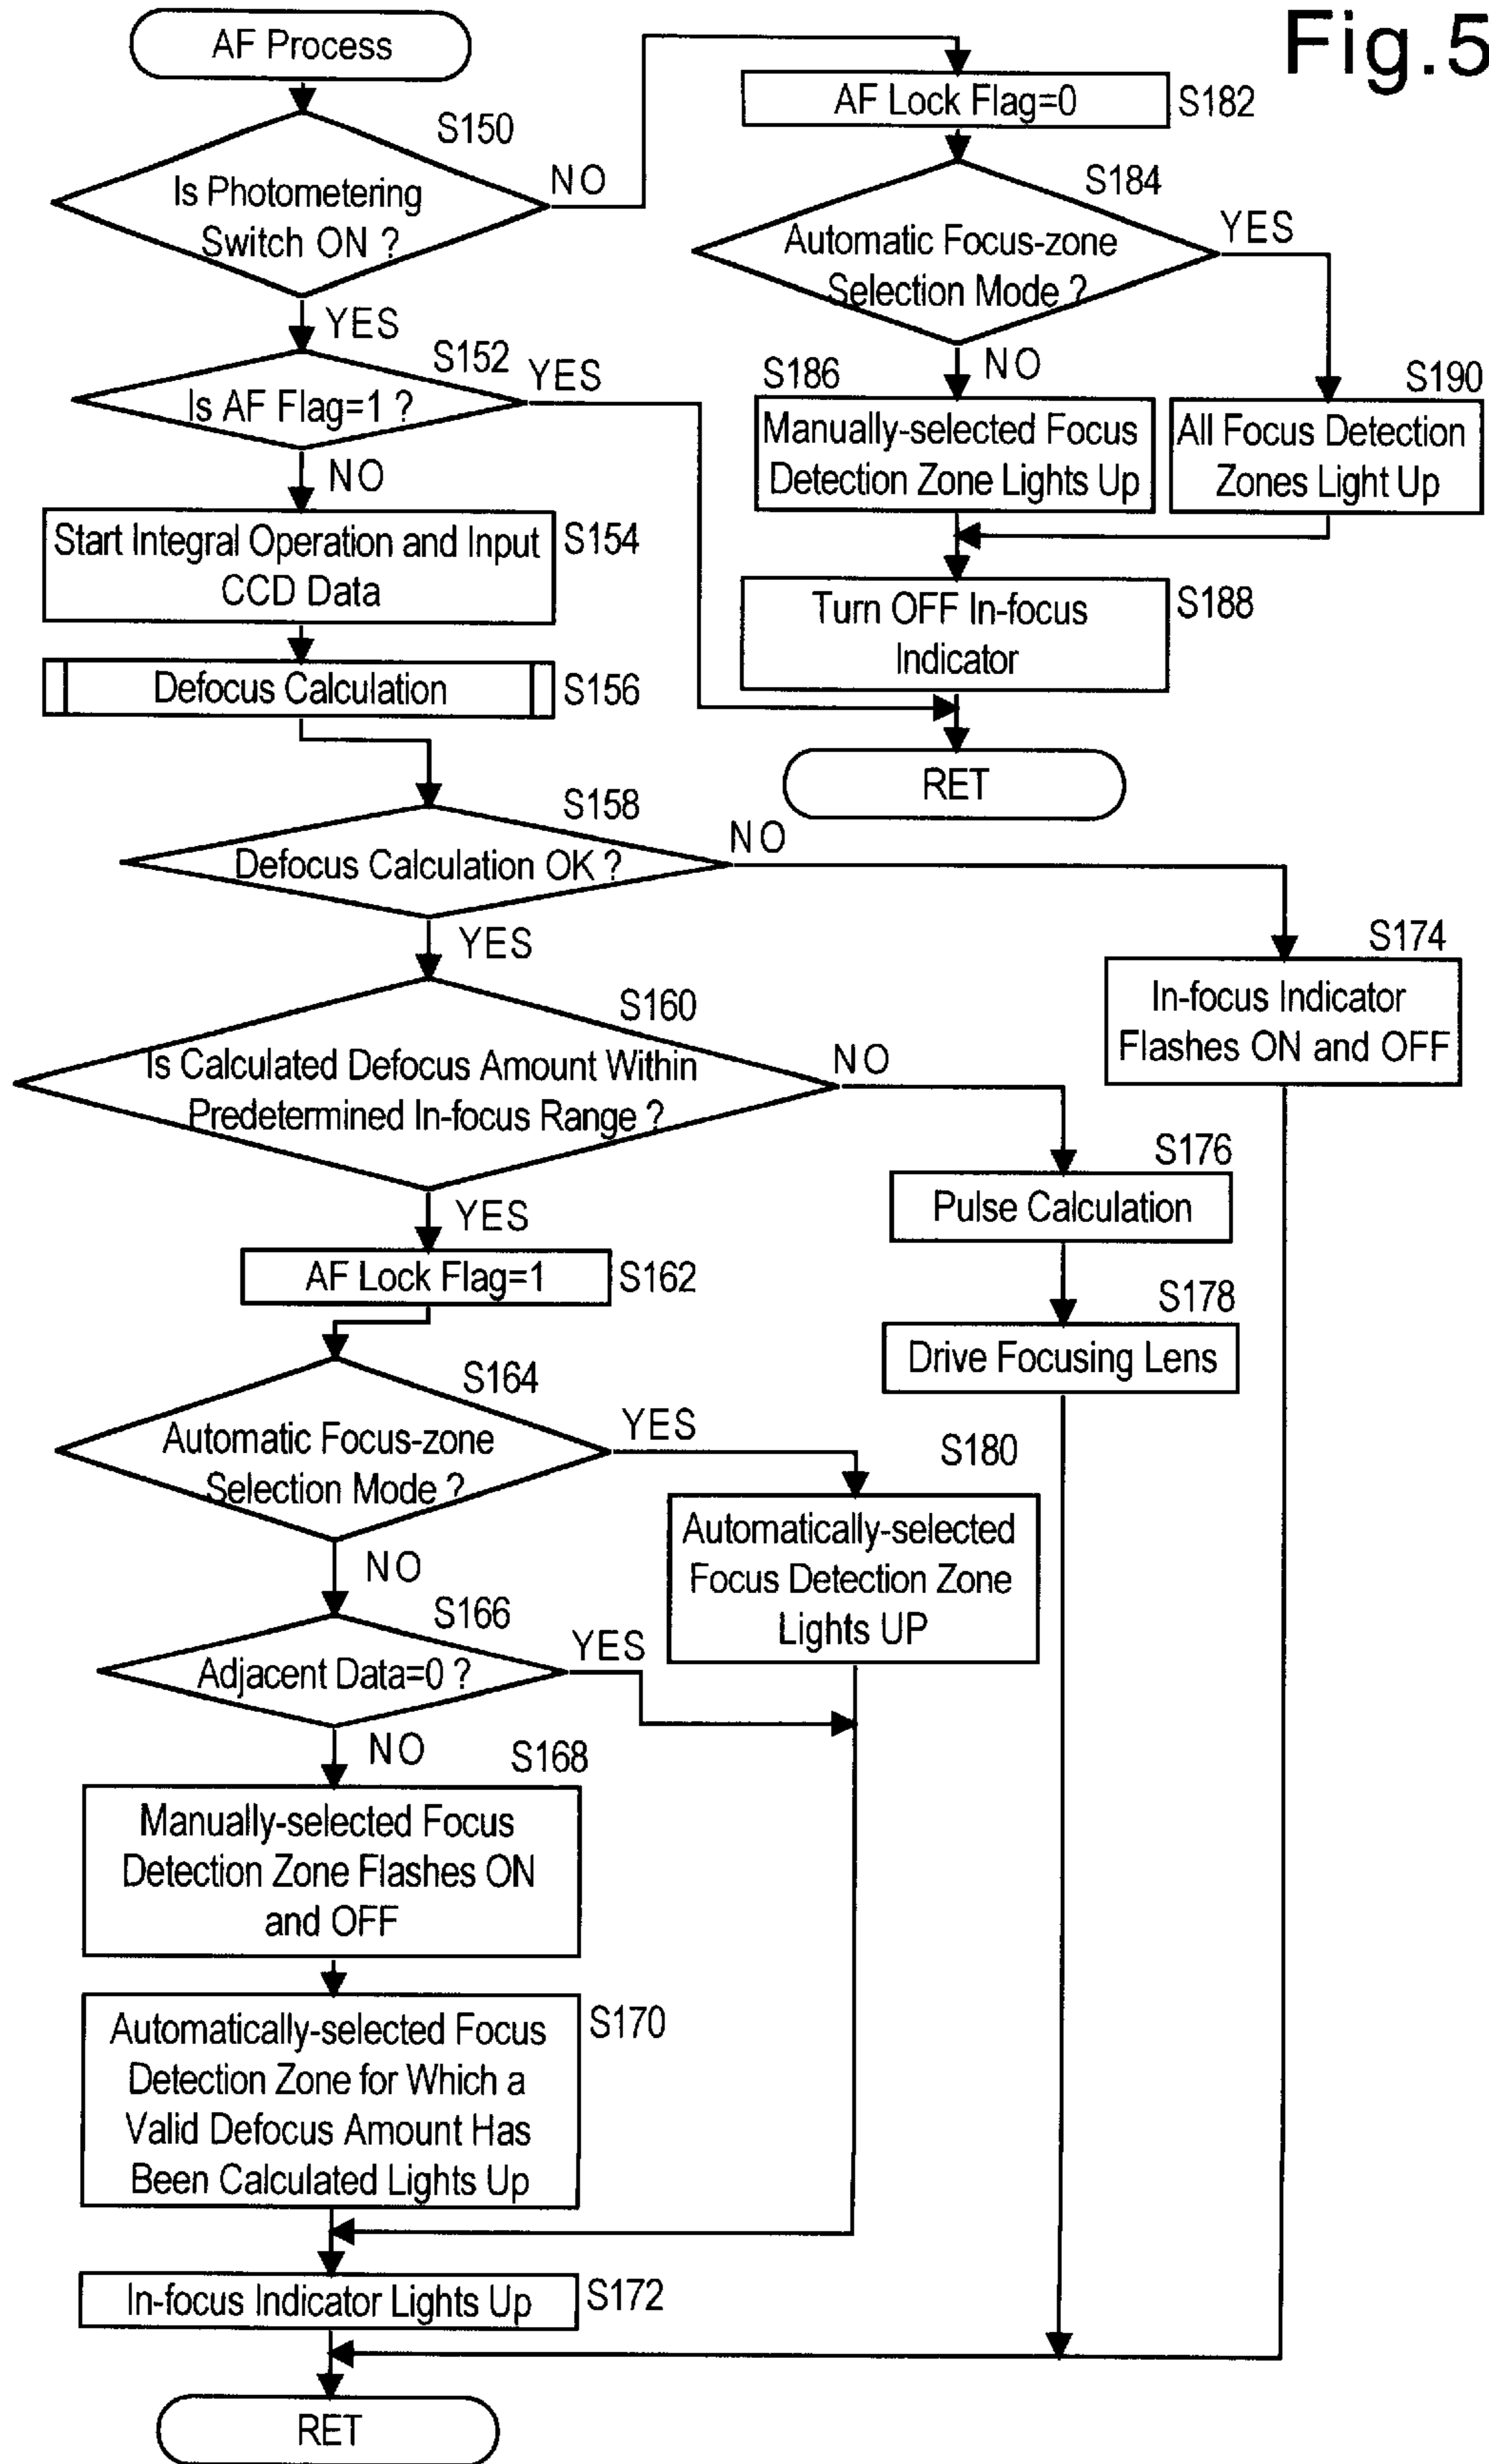 Fig.5
AF Process
S150
Is Photometering
Switch ON ?
NO
YES
S152
Is AF Flag=1 ?
YES
NO
Start Integral Operation and Input
CCD Data
S154
Defocus Calculation
S156
S158
Defocus Calculation OK ?
NO
YES
S160
Is Calculated Defocus Amount Within
Predetermined In-focus Range ?
NO
YES
AF Lock Flag=1
S162
S164
Automatic Focus-zone
Selection Mode ?
YES
NO
S166
Adjacent Data=0 ?
YES
NO
S168
Manually-selected Focus
Detection Zone Flashes ON
and OFF
Automatically-selected Focus
Detection Zone for Which a
Valid Defocus Amount Has
Been Calculated Lights Up
S170
In-focus Indicator Lights Up
S172
RET
AF Lock Flag=0
S182
S184
Automatic Focus-zone
Selection Mode ?
YES
NO
S186
Manually-selected Focus
Detection Zone Lights Up
S190
All Focus Detection
Zones Light Up
Turn OFF In-focus
Indicator
S188
RET
S174
In-focus Indicator
Flashes ON and OFF
S176
Pulse Calculation
S178
Drive Focusing Lens
S180
Automatically-selected
Focus Detection Zone
Lights UP